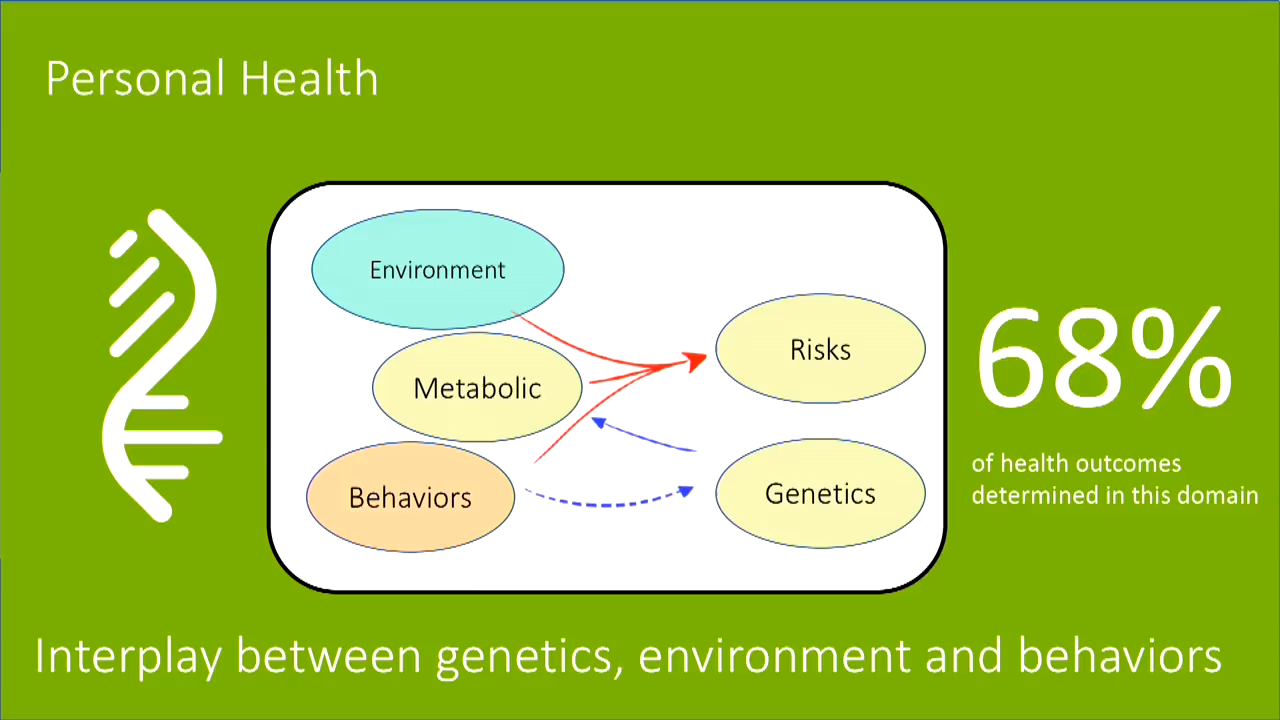 Personal Health
Environment
Metabolic
Behaviors
Risks
Genetics
68%
of health outcomes
determined in this domain
Interplay between genetics, environment and behaviors